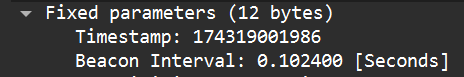 Fixed parameters (12 bytes)
Timestamp: 174319001986
Beacon Interval: 0.102400 [Seconds]